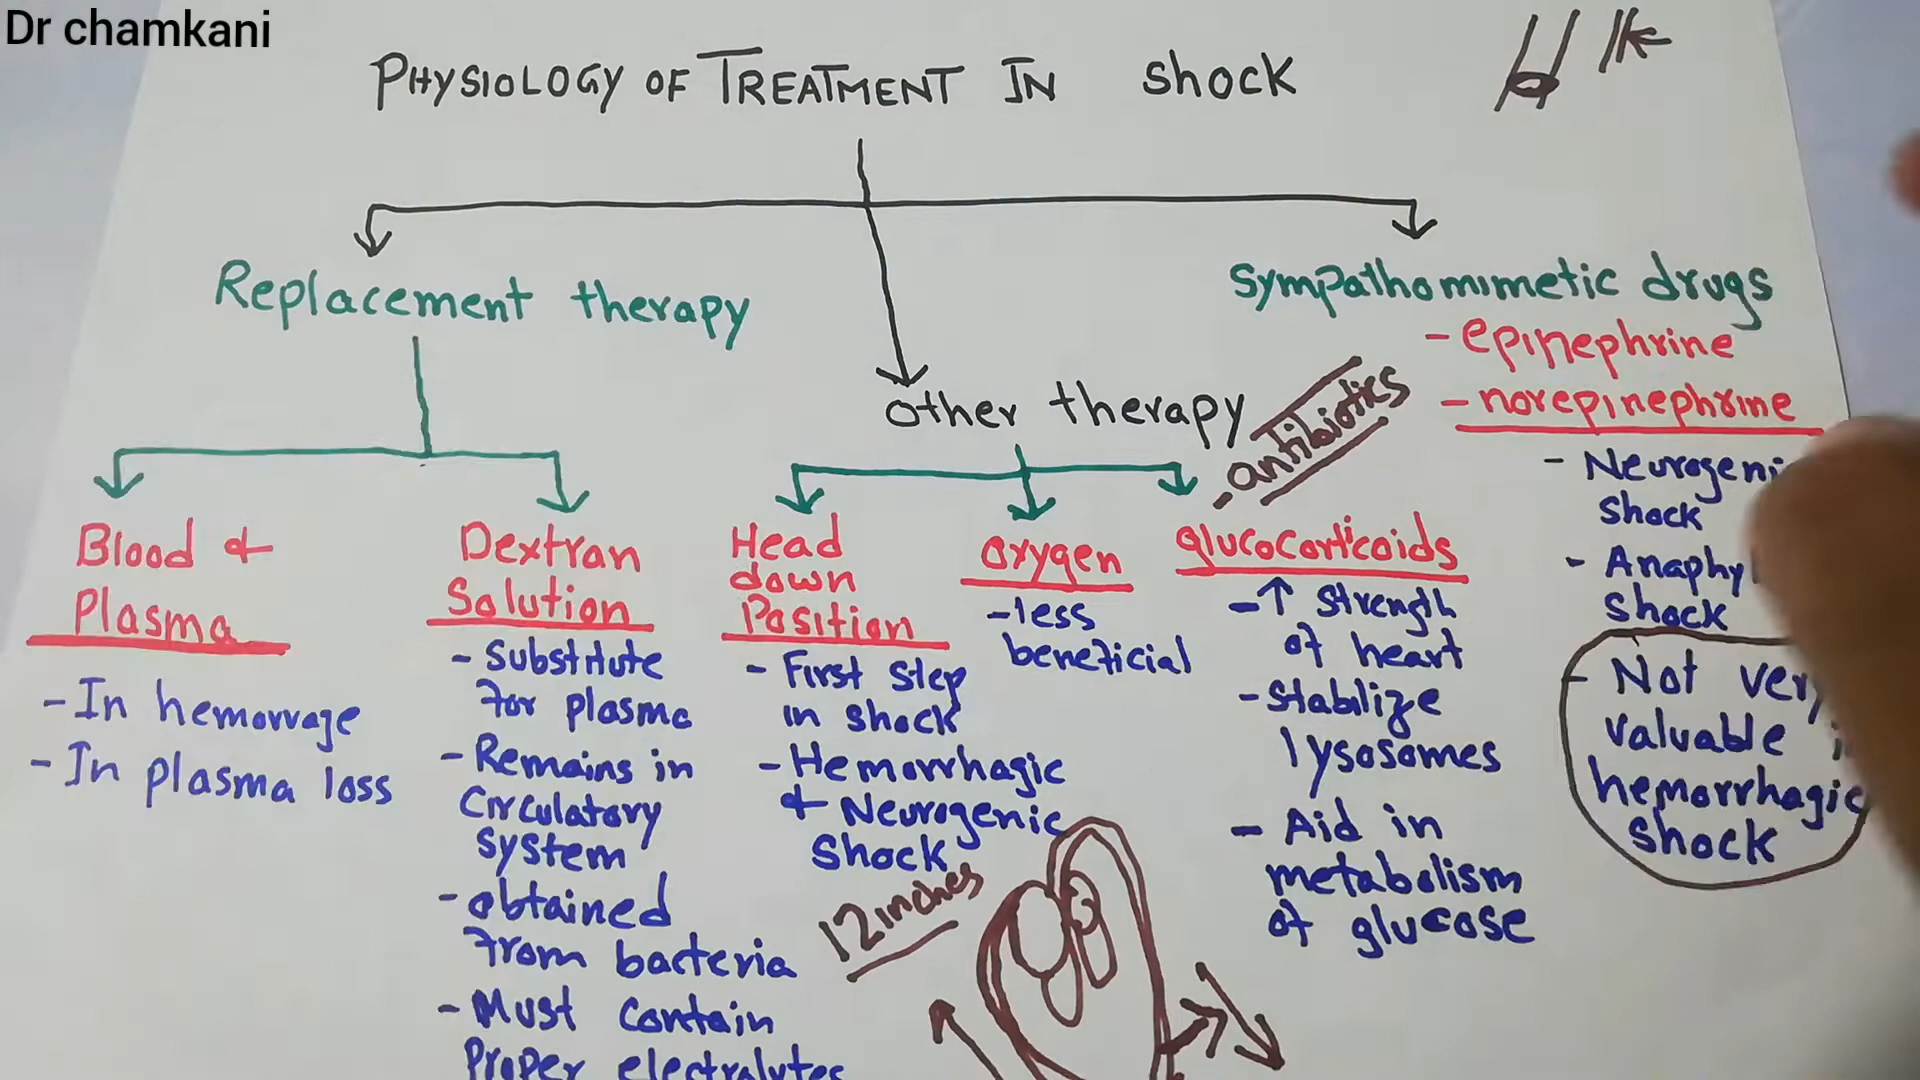 Dr chamkani
PHYSIOLOGY OF TREATMENT IN Shock
Replacement therapy
Blood &
Plasma
- In hemorrage
- In plasma loss
Dextran
Solution
- Substitute
for plasma
- Remains in
Circulatory
System
- obtained
from bacteria
- Must contain
Proper electrolytes
other therapy
- antibiotics
Head
down
Position
- First step
in shock
- Hemorrhagic
& Neurogenic
Shock
12 inches
Oxygen
- less
beneficial
glucocorticoids
- ↑ strength
of heart
- Stabilize
lysosomes
- Aid in
metabolism
of glucose
Sympathomimetic drugs
- epinephrine
- norepinephrine
- Neurogeni
Shock
- Anaphy
Shock
- Not very
valuable i
hemorrhagic
Shock